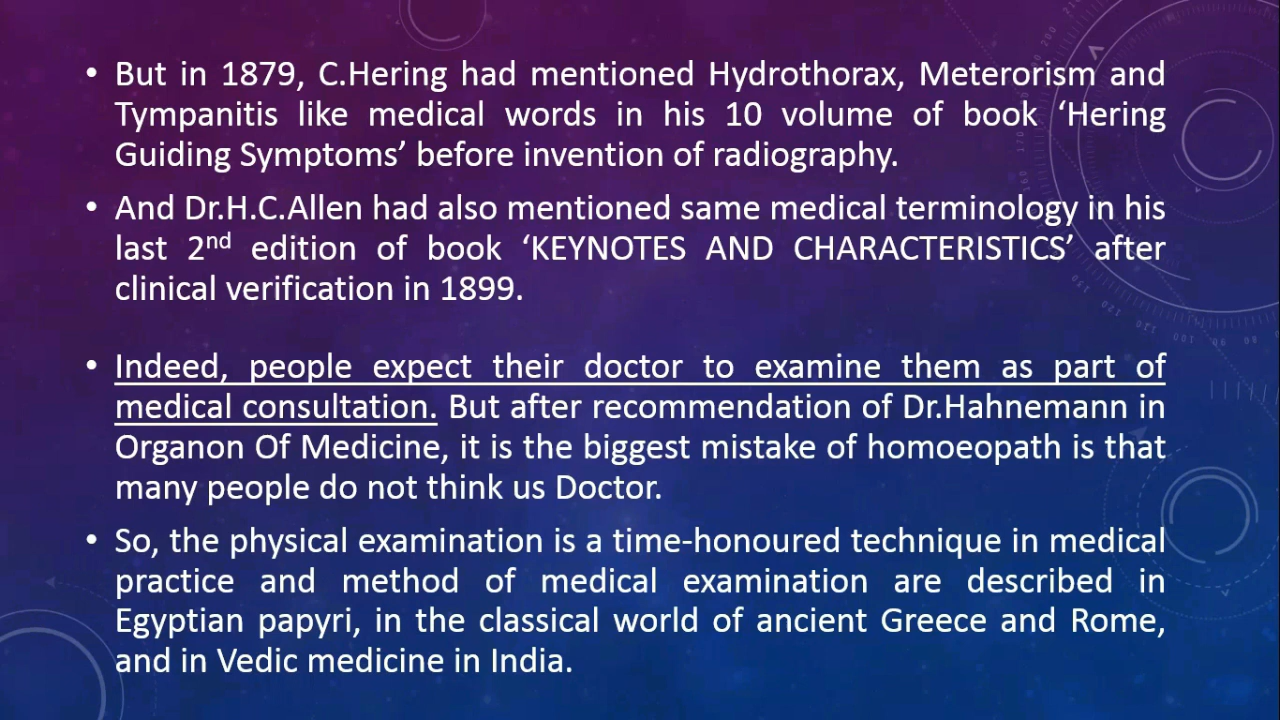 • But in 1879, C.Hering had mentioned Hydrothorax, Meterorism and
Tympanitis like medical words in his 10 volume of book ‘Hering
Guiding Symptoms’ before invention of radiography.
• And Dr.H.C.Allen had also mentioned same medical terminology in his
last 2nd edition of book ‘KEYNOTES AND CHARACTERISTICS’ after
clinical verification in 1899.
• Indeed, people expect their doctor to examine them as part of
medical consultation. But after recommendation of Dr.Hahnemann in
Organon Of Medicine, it is the biggest mistake of homoeopath is that
many people do not think us Doctor.
• So, the physical examination is a time-honoured technique in medical
practice and method of medical examination are described in
Egyptian papyri, in the classical world of ancient Greece and Rome,
and in Vedic medicine in India.